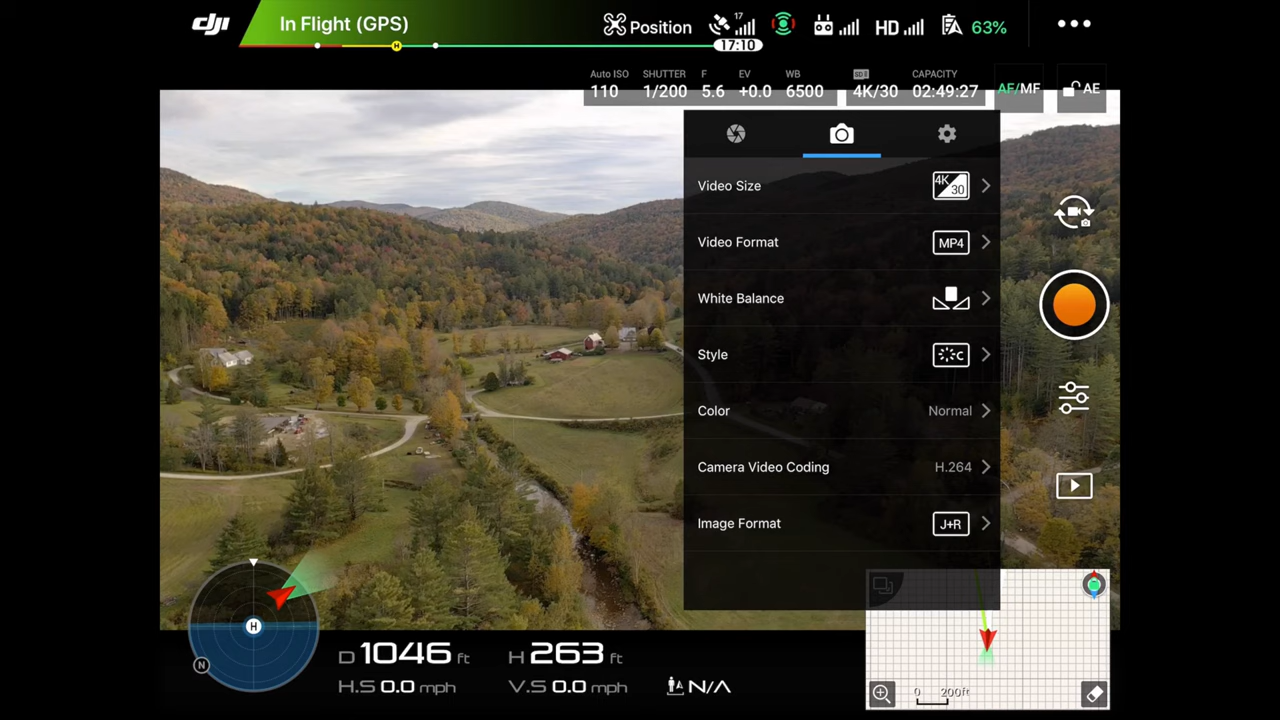 dji In Flight (GPS) Position 17 HD 63%
H 17:10
Auto ISO SHUTTER F EV WB SD CAPACITY
110 1/200 5.6 +0.0 6500 4K/30 02:49:27 AF/MF AE
Video Size 4K 30
Video Format MP4
White Balance
Style C
Color Normal
Camera Video Coding H.264
Image Format J+R
H
N
D 1046 ft H 263 ft
H.S 0.0 mph V.S 0.0 mph N/A
0 200ft